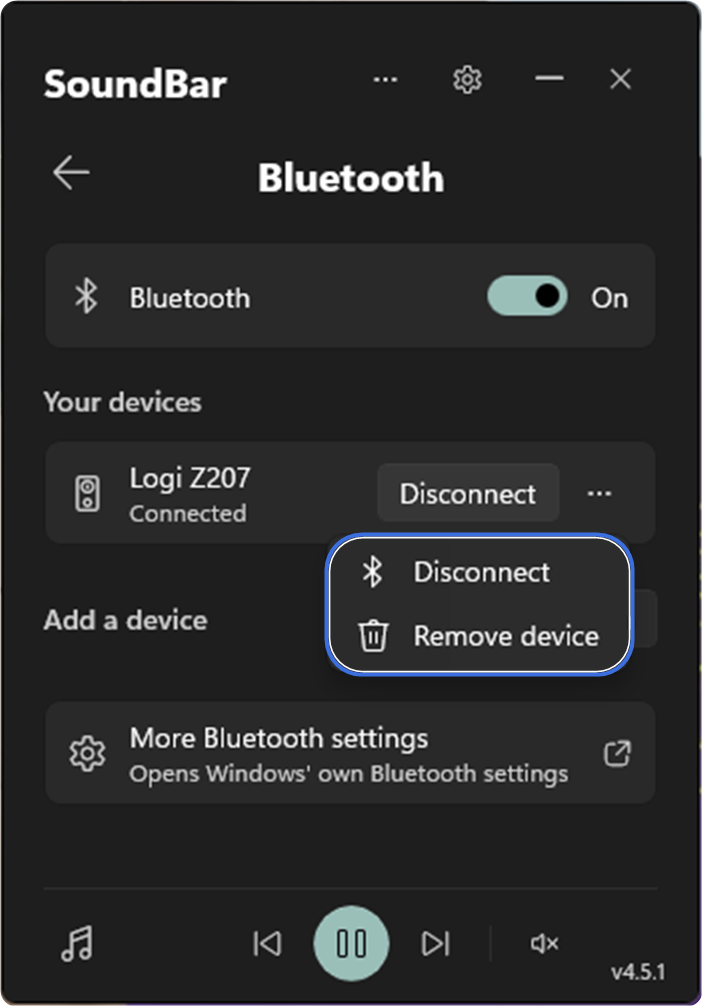 SoundBar
Bluetooth
Bluetooth
On
Your devices
Logi Z207
Connected
Disconnect
Disconnect
Remove device
Add a device
More Bluetooth settings
Opens Windows' own Bluetooth settings
v4.5.1